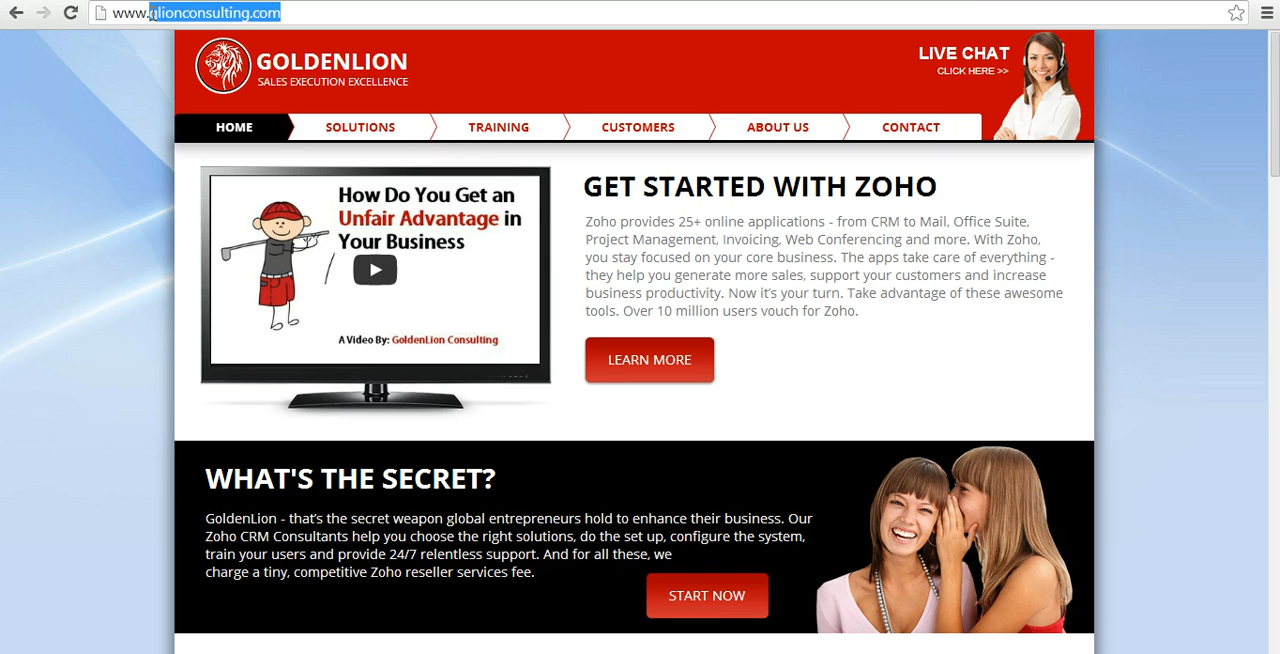 www.glionconsulting.com
GOLDENLION
SALES EXECUTION EXCELLENCE
LIVE CHAT
CLICK HERE >>
HOME
SOLUTIONS
TRAINING
CUSTOMERS
ABOUT US
CONTACT
How Do You Get an
Unfair Advantage in
Your Business
A Video By: GoldenLion Consulting
GET STARTED WITH ZOHO
Zoho provides 25+ online applications - from CRM to Mail, Office Suite,
Project Management, Invoicing, Web Conferencing and more. With Zoho,
you stay focused on your core business. The apps take care of everything -
they help you generate more sales, support your customers and increase
business productivity. Now it's your turn. Take advantage of these awesome
tools. Over 10 million users vouch for Zoho.
LEARN MORE
WHAT'S THE SECRET?
GoldenLion - that's the secret weapon global entrepreneurs hold to enhance their business. Our
Zoho CRM Consultants help you choose the right solutions, do the set up, configure the system,
train your users and provide 24/7 relentless support. And for all these, we
charge a tiny, competitive Zoho reseller services fee.
START NOW